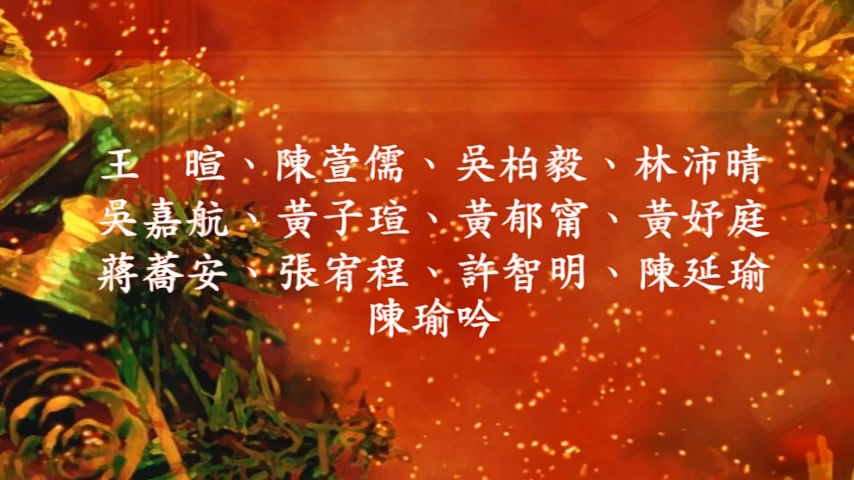 王　暄、陳萱儒、吳柏毅、林沛晴
吳嘉航、黃子瑄、黃郁甯、黃妤庭
蔣蕎安、張宥程、許智明、陳延瑜
陳瑜吟